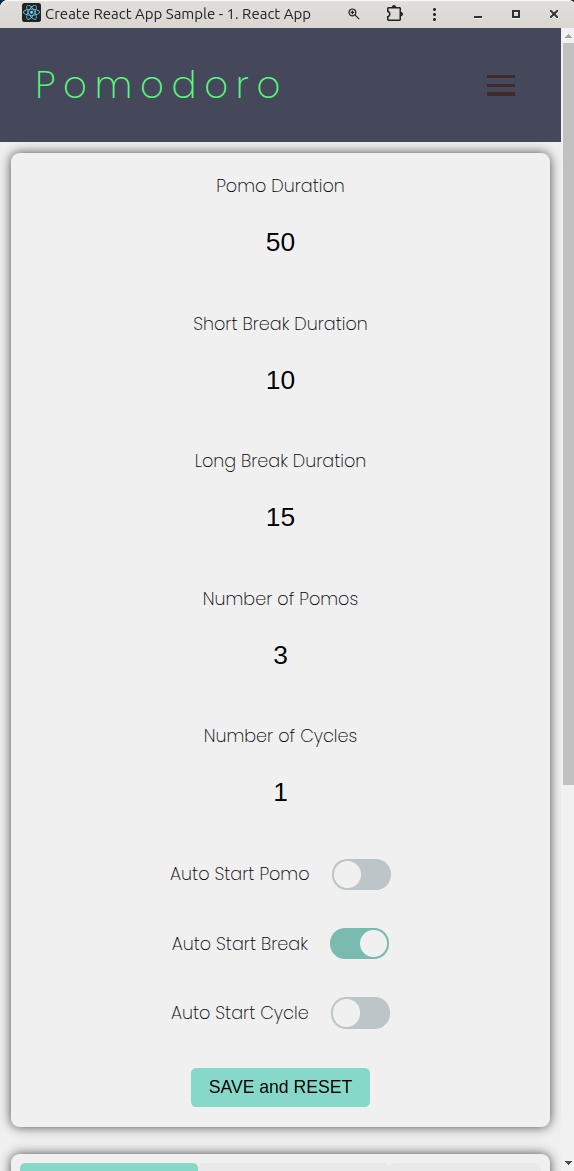 Create React App Sample - 1. React App
Pomodoro
Pomo Duration
50
Short Break Duration
10
Long Break Duration
15
Number of Pomos
3
Number of Cycles
1
Auto Start Pomo
Auto Start Break
Auto Start Cycle
SAVE and RESET